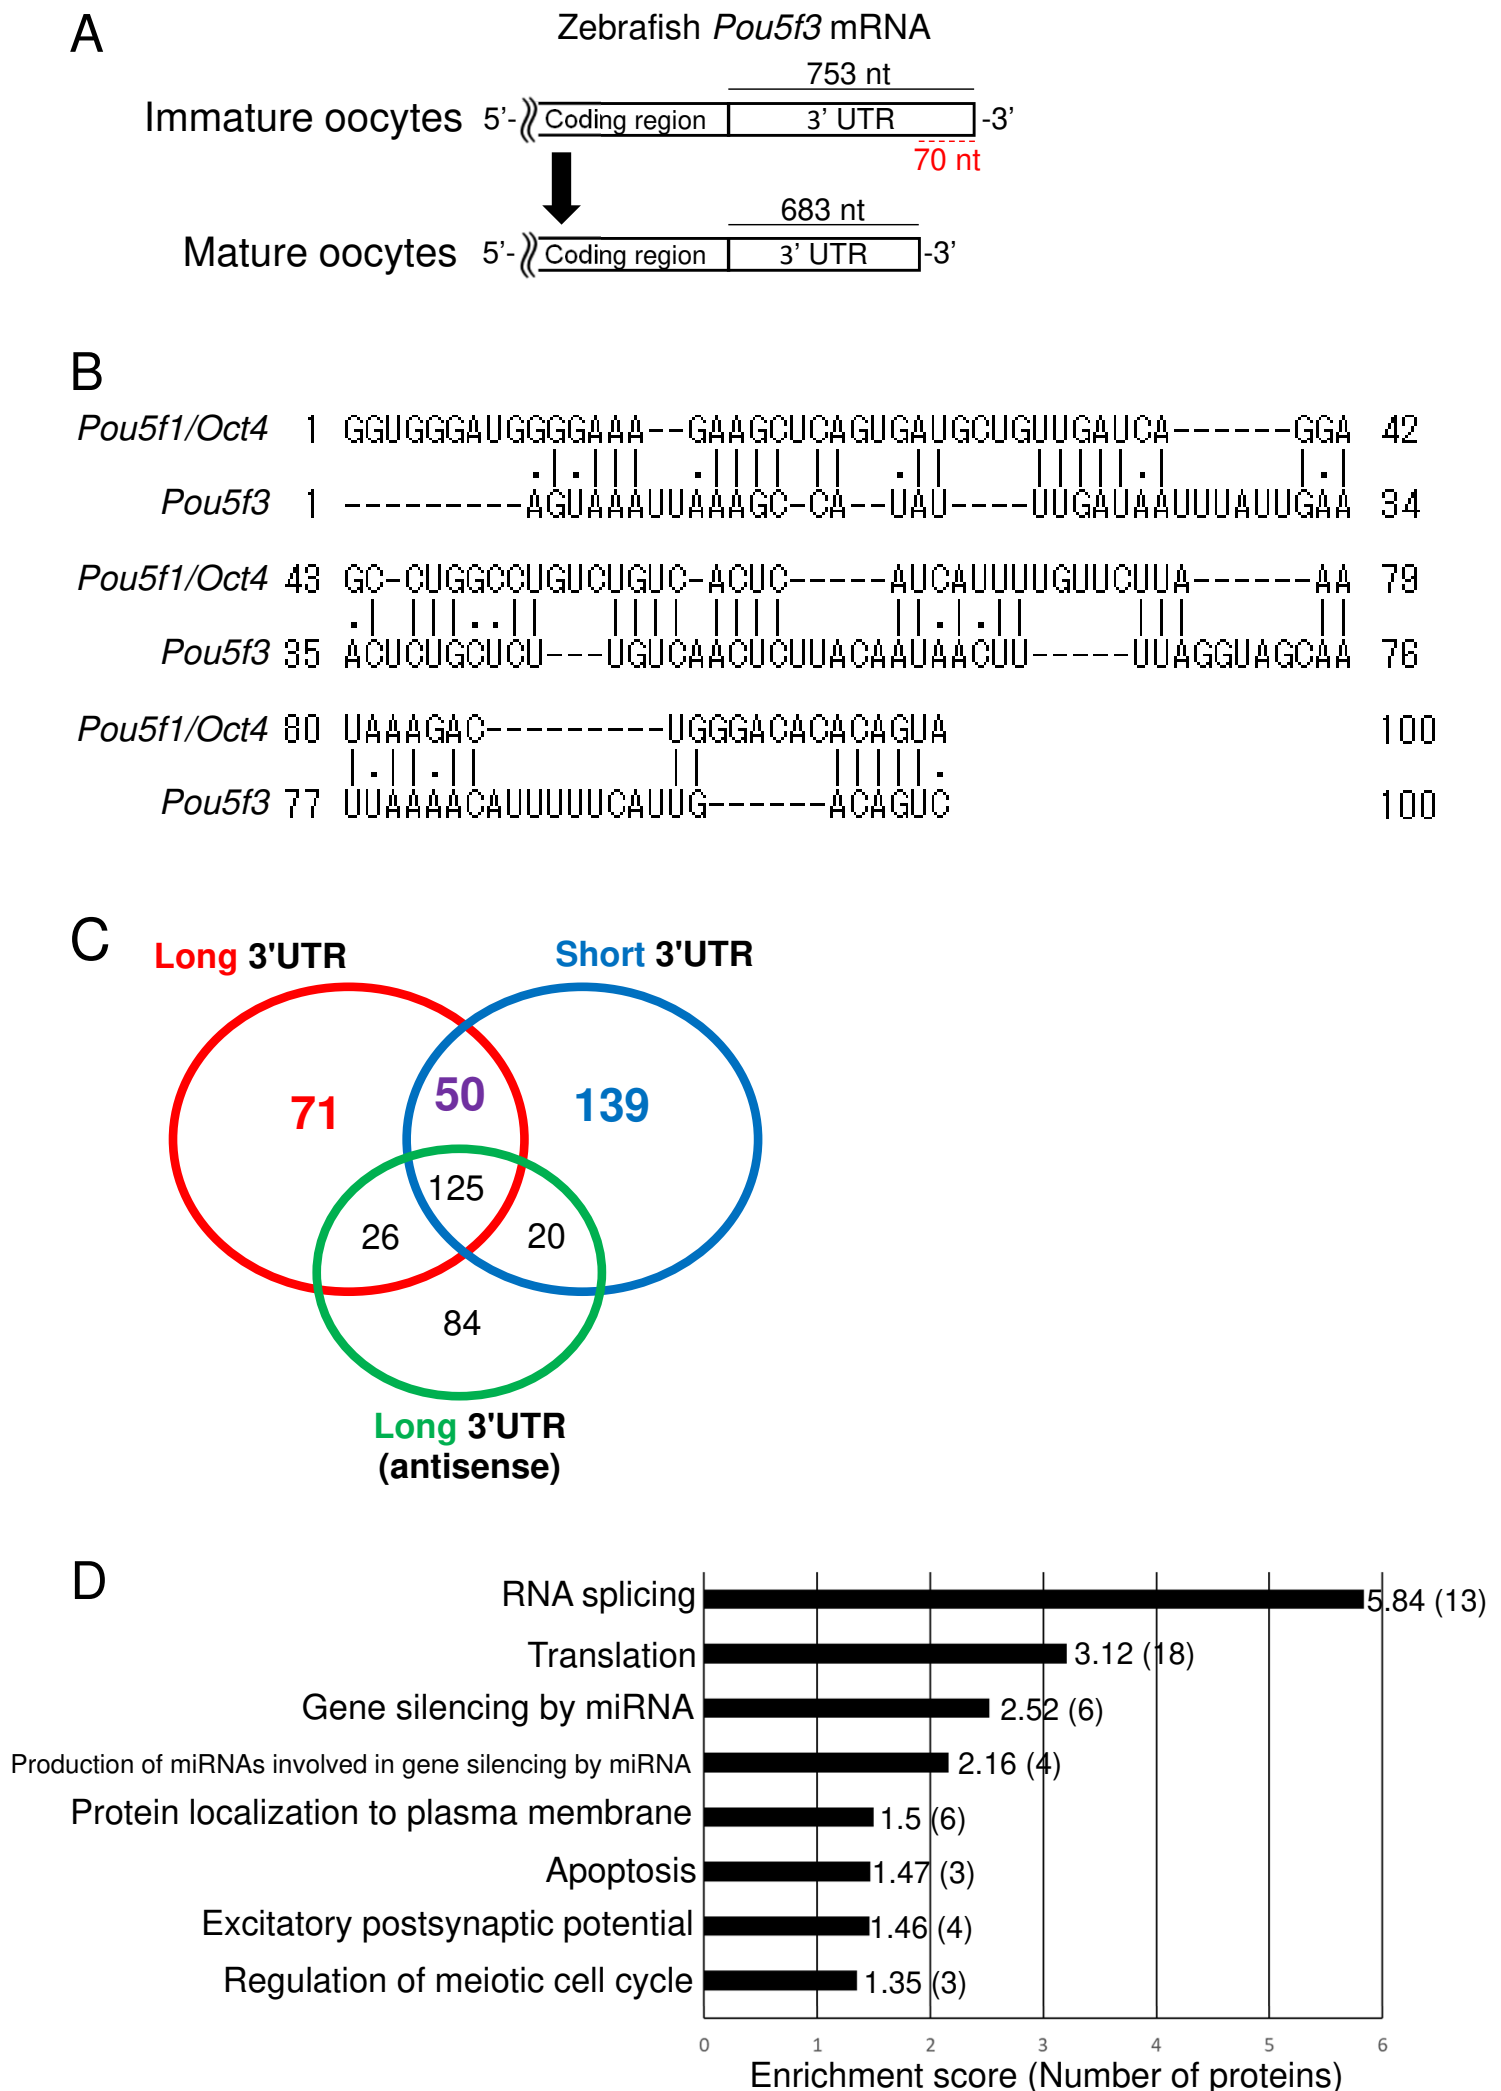 A
Zebrafish Pou5f3 mRNA
753 nt
Immature oocytes 5'- Coding region 3' UTR -3'
70 nt
683 nt
Mature oocytes 5'- Coding region 3' UTR -3'
B
Pou5f1/Oct4 1 GGUGGGAUGGGGAAA--GAAGCUCAGUGAUGCUGUUGAUCA------GGA 42
Pou5f3 1 ---------AGUAAAUUAAAGC-CA--UAU----UUGAUAAUUUAUUGAA 34
Pou5f1/Oct4 43 GC-CUGGCCUGUCUGUC-ACUC-----AUCAUUUUGUUCUUA------AA 79
Pou5f3 35 ACUCUGCUCU---UGUCAACUCUUACAAUAACUU-----UUAGGUAGCAA 76
Pou5f1/Oct4 80 UAAAGAC---------UGGGACACACAGUA 100
Pou5f3 77 UUAAAACAUUUUUCAUUG------ACAGUC 100
C
Long 3'UTR
Short 3'UTR
71
50
139
125
26
20
84
Long 3'UTR
(antisense)
D
RNA splicing 5.84 (13)
Translation 3.12 (18)
Gene silencing by miRNA 2.52 (6)
Production of miRNAs involved in gene silencing by miRNA 2.16 (4)
Protein localization to plasma membrane 1.5 (6)
Apoptosis 1.47 (3)
Excitatory postsynaptic potential 1.46 (4)
Regulation of meiotic cell cycle 1.35 (3)
0 1 2 3 4 5 6
Enrichment score (Number of proteins)